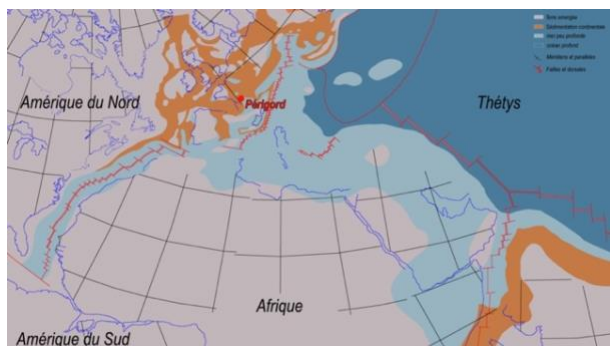 Terre émergée
Sédimentation continentale
mer peu profonde
océan profond
Méridiens et parallèles
Failles et dorsales
Amérique du Nord
Périgord
Thétys
Afrique
Amérique du Sud